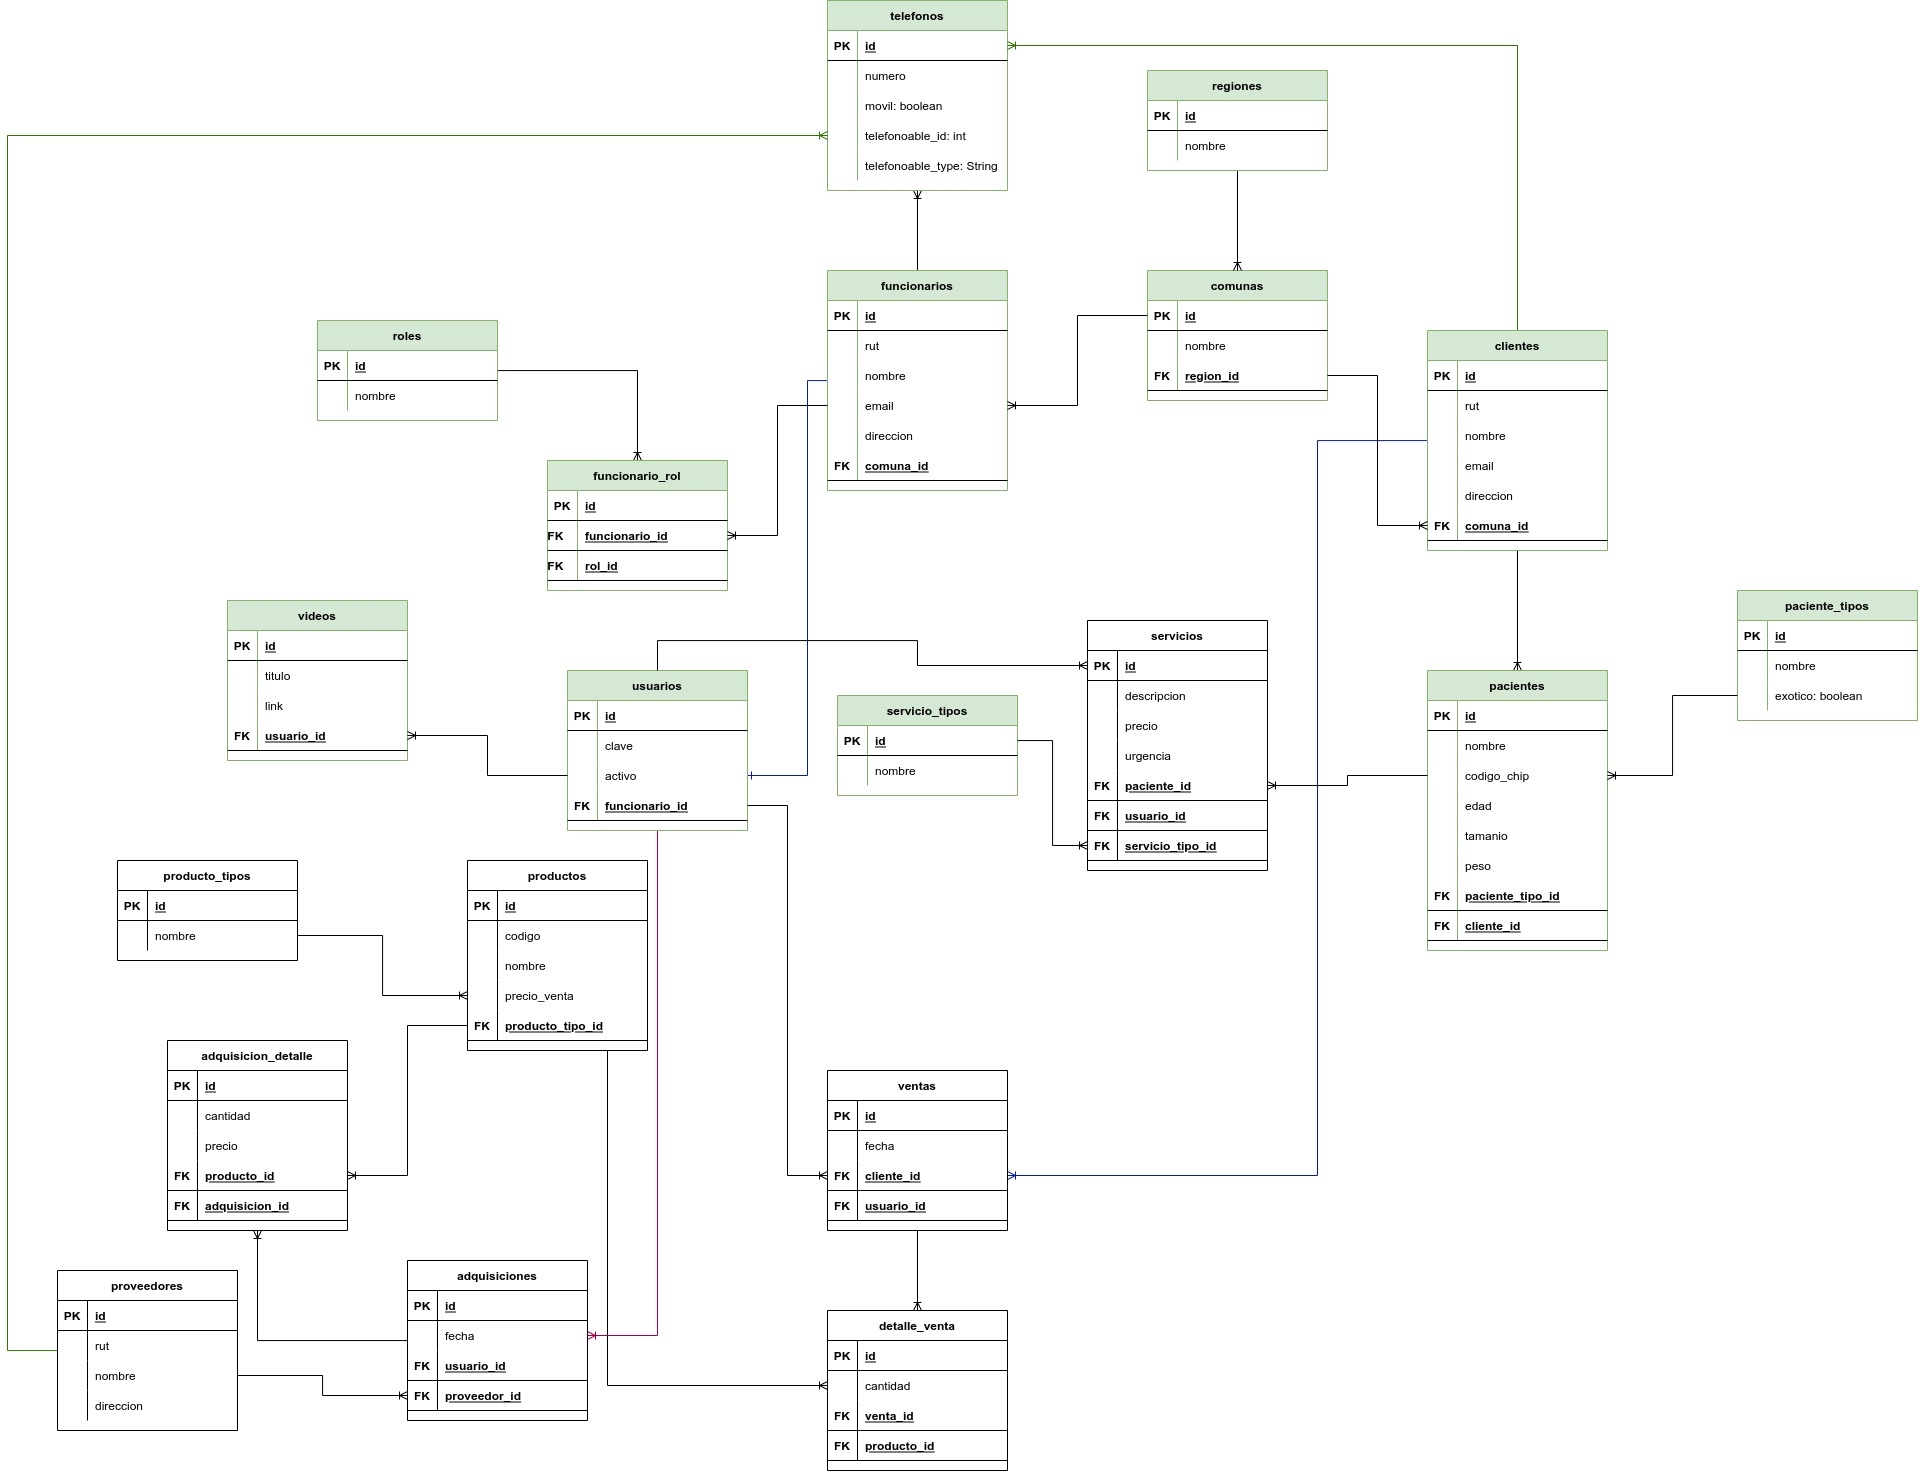 telefonos
PK id
numero
movil: boolean
telefonoable_id: int
telefonoable_type: String
regiones
PK id
nombre
funcionarios
PK id
rut
nombre
email
direccion
FK comuna_id
comunas
PK id
nombre
FK region_id
roles
PK id
nombre
clientes
PK id
rut
nombre
email
direccion
FK comuna_id
funcionario_rol
PK id
FK funcionario_id
FK rol_id
videos
PK id
titulo
link
FK usuario_id
usuarios
PK id
clave
activo
FK funcionario_id
servicio_tipos
PK id
nombre
servicios
PK id
descripcion
precio
urgencia
FK paciente_id
FK usuario_id
FK servicio_tipo_id
pacientes
PK id
nombre
codigo_chip
edad
tamanio
peso
FK paciente_tipo_id
FK cliente_id
paciente_tipos
PK id
nombre
exotico: boolean
producto_tipos
PK id
nombre
productos
PK id
codigo
nombre
precio_venta
FK producto_tipo_id
adquisicion_detalle
PK id
cantidad
precio
FK producto_id
FK adquisicion_id
ventas
PK id
fecha
FK cliente_id
FK usuario_id
proveedores
PK id
rut
nombre
direccion
adquisiciones
PK id
fecha
FK usuario_id
FK proveedor_id
detalle_venta
PK id
cantidad
FK venta_id
FK producto_id